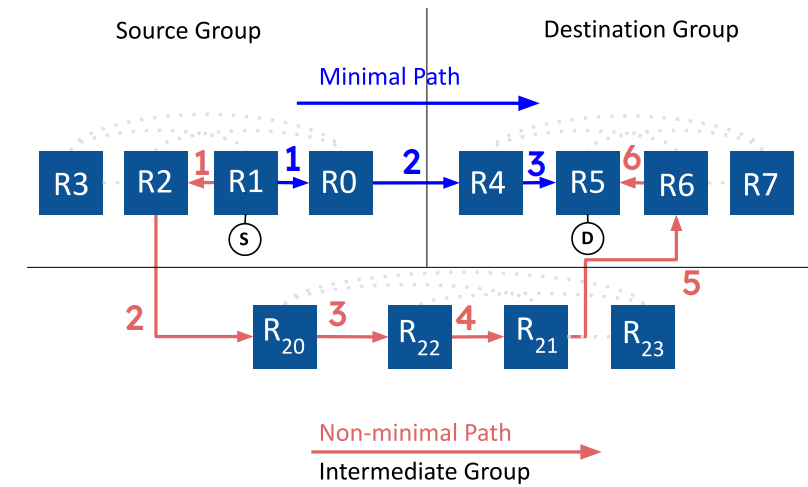 Source Group
Destination Group
Minimal Path
R3
R2
1
R1
1
R0
2
R4
3
R5
6
R6
R7
S
D
2
R20
3
R22
4
R21
5
R23
Non-minimal Path
Intermediate Group